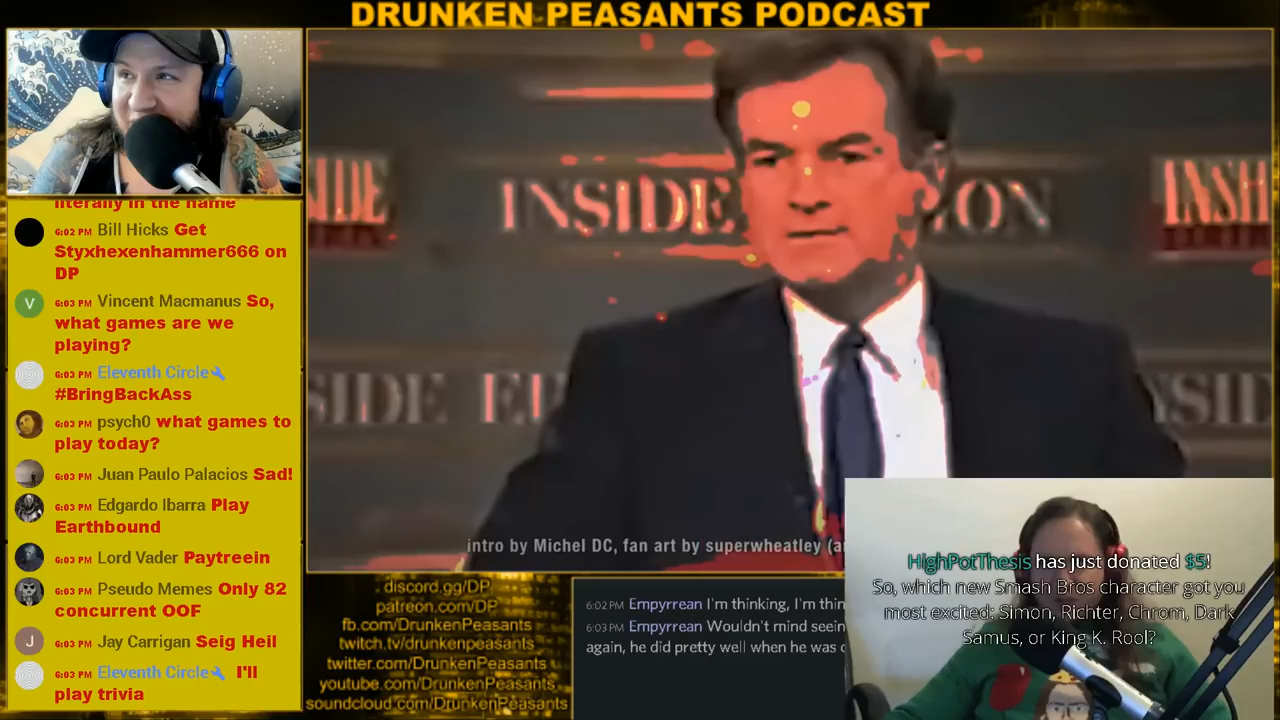 DRUNKEN PEASANTS PODCAST
literally in the name
6:02 PM Bill Hicks Get
Styxhexenhammer666 on
DP
V
6:03 PM Vincent Macmanus So,
what games are we
playing?
6:03 PM Eleventh Circle
#BringBackAss
6:03 PM psych0 what games to
play today?
6:03 PM Juan Paulo Palacios Sad!
6:03 PM Edgardo Ibarra Play
Earthbound
6:03 PM Lord Vader Paytreein
6:03 PM Pseudo Memes Only 82
concurrent OOF
J
6:03 PM Jay Carrigan Seig Heil
6:03 PM Eleventh Circle I'll
play trivia
IDE
INSIDE
ION
INSI
SIDE
ED
YSID
intro by Michel DC, fan art by superwheatley (a
discord.gg/DP
patreon.com/DP
fb.com/DrunkenPeasants
twitch.tv/drunkenpeasants
twitter.com/DrunkenPeasants
youtube.com/DrunkenPeasants
soundcloud.com/DrunkenPeasants
6:02 PM Empyrrean I'm thinking, I'm thin
6:03 PM Empyrrean Wouldn't mind seein
again, he did pretty well when he was
HighPotThesis has just donated $5!
So, which new Smash Bros character got you
most excited: Simon, Richter, Chrom, Dark
Samus, or King K. Rool?